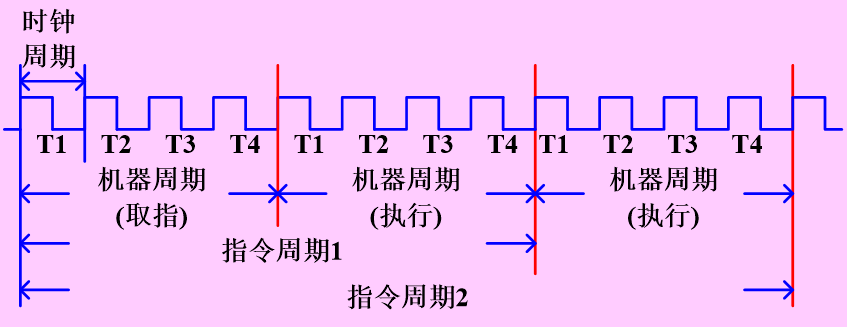 时钟
周期
T1 T2 T3 T4 T1 T2 T3 T4 T1 T2 T3 T4
机器周期 机器周期 机器周期
(取指) (执行) (执行)
指令周期1
指令周期2